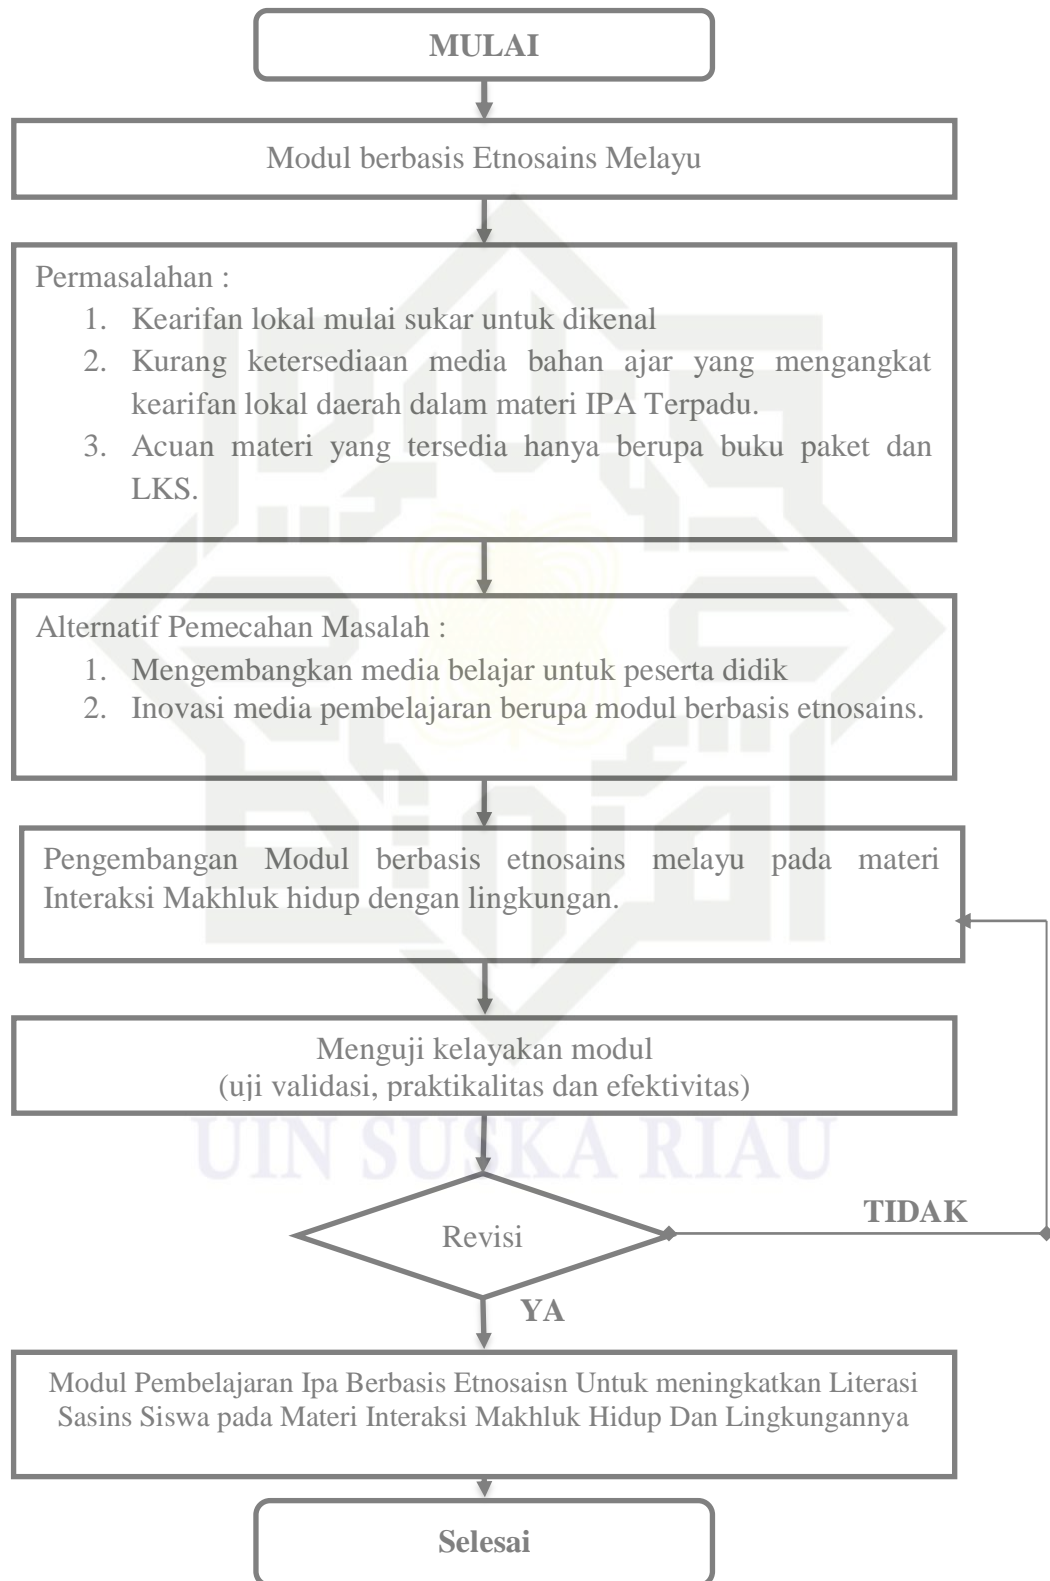 MULAI
Modul berbasis Etnosains Melayu
Permasalahan :
1. Kearifan lokal mulai sukar untuk dikenal
2. Kurang ketersediaan media bahan ajar yang mengangkat
kearifan lokal daerah dalam materi IPA Terpadu.
3. Acuan materi yang tersedia hanya berupa buku paket dan
LKS.
Alternatif Pemecahan Masalah :
1. Mengembangkan media belajar untuk peserta didik
2. Inovasi media pembelajaran berupa modul berbasis etnosains.
Pengembangan Modul berbasis etnosains melayu pada materi
Interaksi Makhluk hidup dengan lingkungan.
Menguji kelayakan modul
(uji validasi, praktikalitas dan efektivitas)
UIN SUSKA RIAU
Revisi
TIDAK
YA
Modul Pembelajaran Ipa Berbasis Etnosaisn Untuk meningkatkan Literasi
Sasins Siswa pada Materi Interaksi Makhluk Hidup Dan Lingkungannya
Selesai